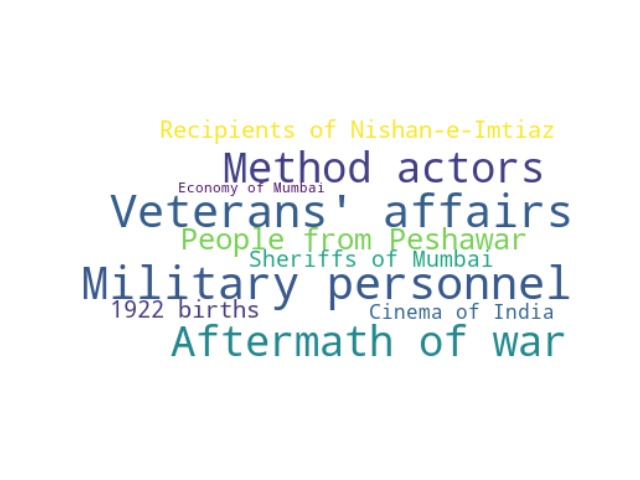 Recipients of Nishan-e-Imtiaz
Method actors
Economy of Mumbai
Veterans' affairs
People from Peshawar
Sheriffs of Mumbai
Military personnel
1922 births
Cinema of India
Aftermath of war